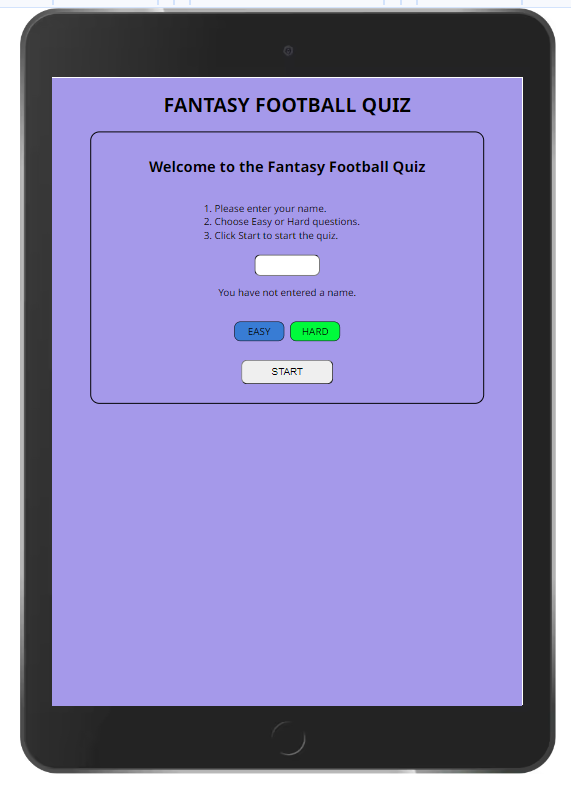 FANTASY FOOTBALL QUIZ
Welcome to the Fantasy Football Quiz
1. Please enter your name.
2. Choose Easy or Hard questions.
3. Click Start to start the quiz.
You have not entered a name.
EASY HARD
START